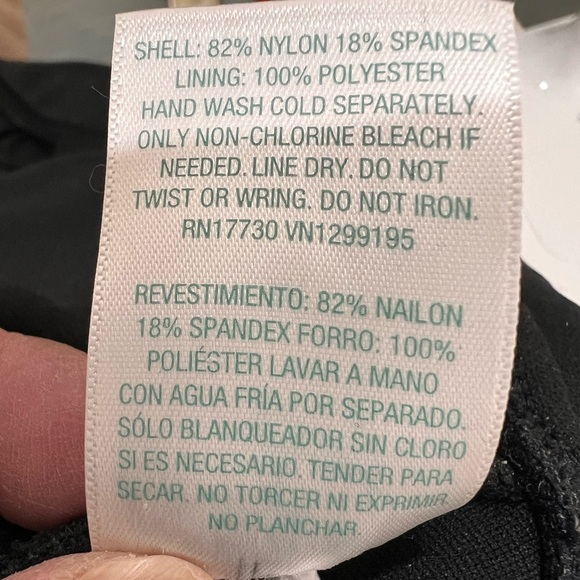 SHELL: 82% NYLON 18% SPANDEX
LINING: 100% POLYESTER
HAND WASH COLD SEPARATELY.
ONLY NON-CHLORINE BLEACH IF
NEEDED. LINE DRY. DO NOT
TWIST OR WRING. DO NOT IRON.
RN17730 VN1299195
REVESTIMIENTO: 82% NAILON
18% SPANDEX FORRO: 100%
POLIÉSTER LAVAR A MANO
CON AGUA FRÍA POR SEPARADO.
SÓLO BLANQUEADOR SIN CLORO
SI ES NECESARIO. TENDER PARA
SECAR. NO TORCER NI EXPRIMIR.
NO PLANCHAR.